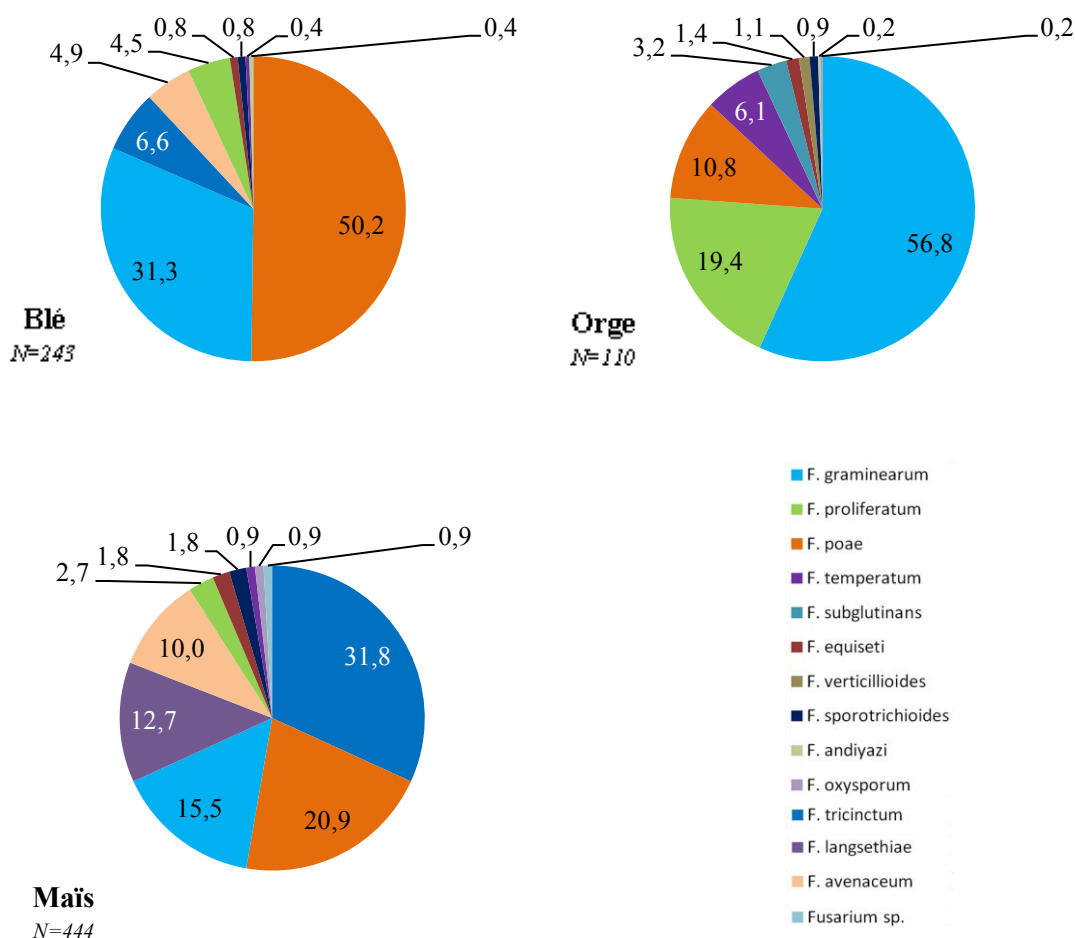 0,8
0,8
0,4
0,4
4,5
4,9
6,6
50,2
31,3
Blé
N=243
1,1
0,9
0,2
0,2
1,4
3,2
6,1
10,8
56,8
19,4
Orge
N=110
0,9
0,9
0,9
1,8
1,8
2,7
10,0
31,8
12,7
15,5
20,9
Maïs
N=444
F. graminearum
F. proliferatum
F. poae
F. temperatum
F. subglutinans
F. equiseti
F. verticillioides
F. sporotrichioides
F. andiyazi
F. oxysporum
F. tricinctum
F. langsethiae
F. avenaceum
Fusarium sp.